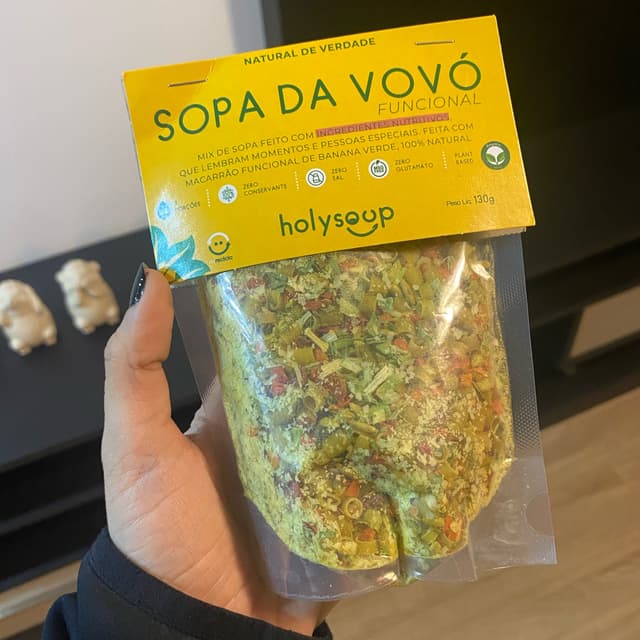 NATURAL DE VERDADE
SOPA DA VOVÓ
FUNCIONAL
MIX DE SOPA FEITO COM INGREDIENTES NUTRITIVOS
QUE LEMBRAM MOMENTOS E PESSOAS ESPECIAIS. FEITA COM
MACARRÃO FUNCIONAL DE BANANA VERDE, 100% NATURAL
ZERO
CONSERVANTE
ZERO
SAL
ZERO
GLUTAMATO
PLANT
BASED
holysoup
Peso Liq: 130g
recicla